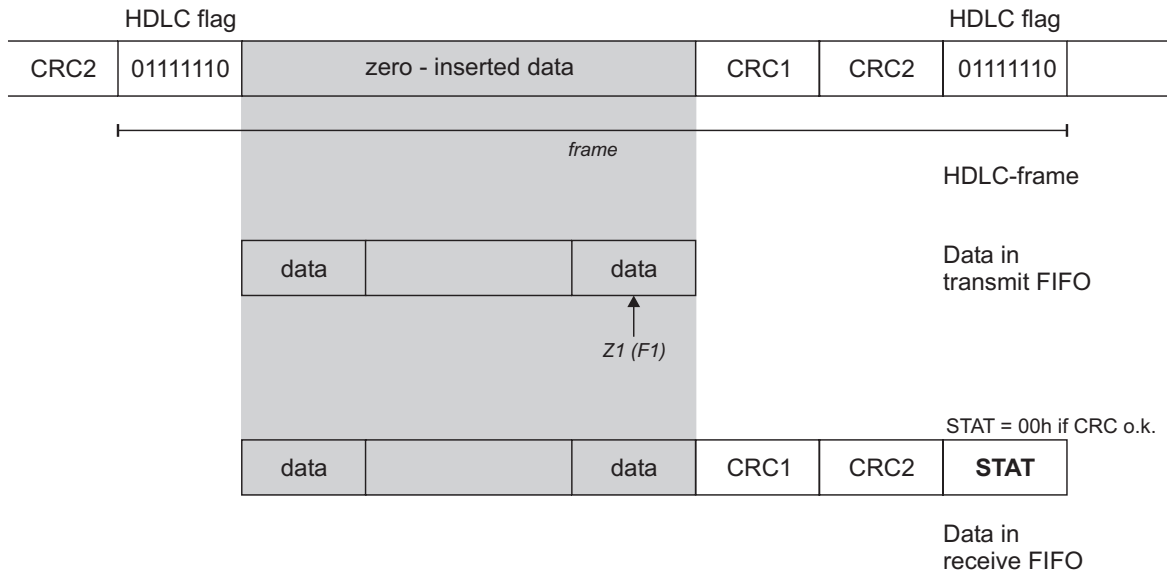 HDLC flag
HDLC flag
CRC2 01111110 zero - inserted data CRC1 CRC2 01111110
frame
HDLC-frame
data data
Data in
transmit FIFO
Z1 (F1)
STAT = 00h if CRC o.k.
data data CRC1 CRC2 STAT
Data in
receive FIFO